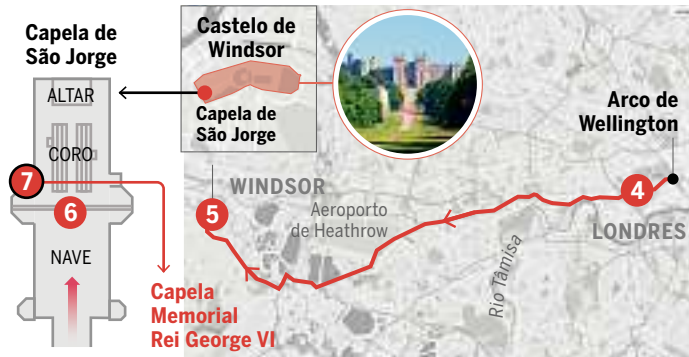 Capela de
São Jorge
ALTAR
CORO
7
6
NAVE
Capela
Memorial
Rei George VI
Castelo de
Windsor
Capela de
São Jorge
Arco de
Wellington
4
LONDRES
WINDSOR
5
Aeroporto
de Heathrow
Rio Tâmisa